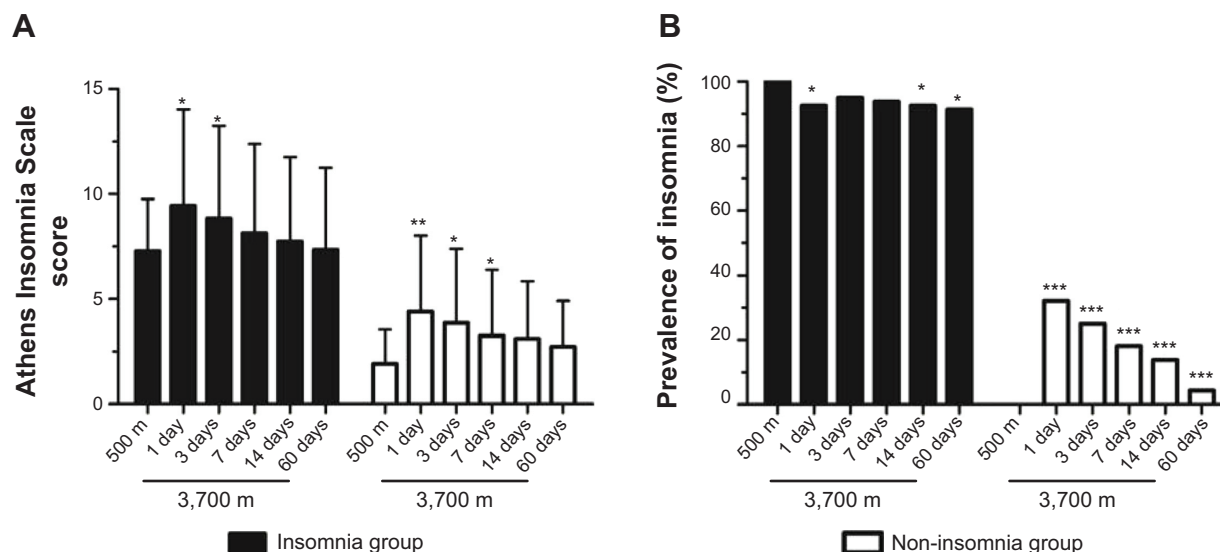 A
B
Athens Insomnia Scale
score
15
10
5
0
*
*
**
*
*
500 m
1 day
3 days
7 days
14 days
60 days
500 m
1 day
3 days
7 days
14 days
60 days
3,700 m
3,700 m
Prevalence of insomnia (%)
100
80
60
40
20
0
*
*
*
***
***
***
***
***
500 m
1 day
3 days
7 days
14 days
60 days
500 m
1 day
3 days
7 days
14 days
60 days
3,700 m
3,700 m
Insomnia group
Non-insomnia group